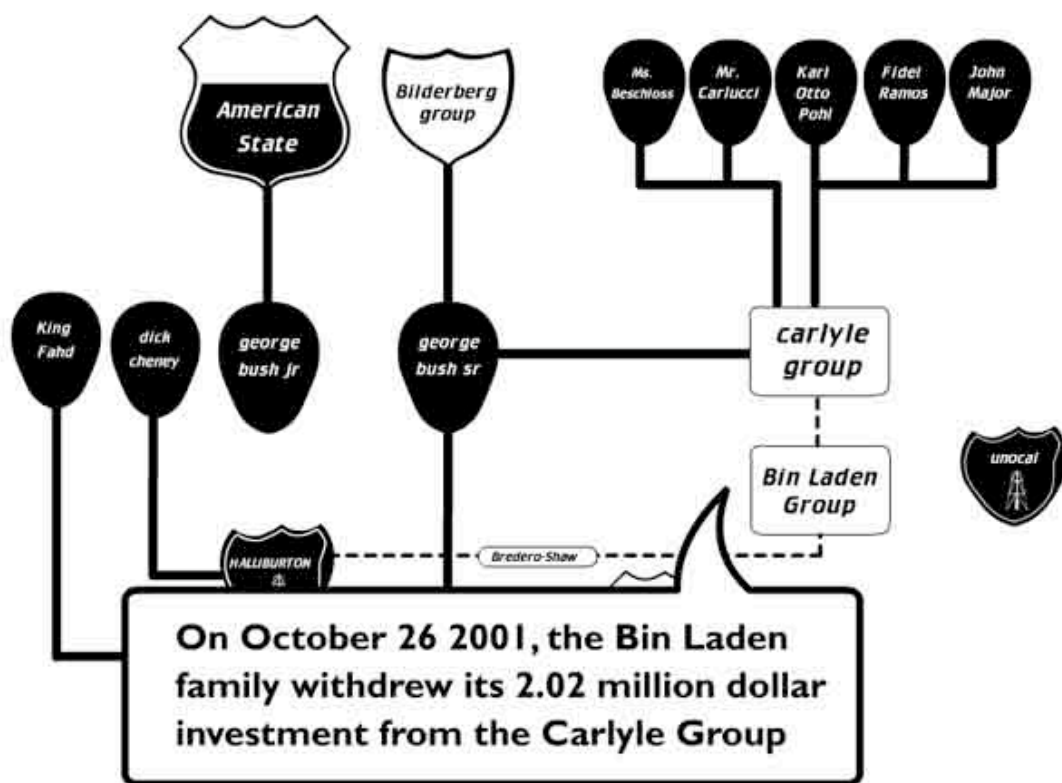 American
State
Bilderberg
group
Ms.
Beschloss
Mr.
Carlucci
Karl
Otto
Pohl
Fidel
Ramos
John
Major
King
Fahd
dick
cheney
george
bush jr
george
bush sr
carlyle
group
Bin Laden
Group
unocal
HALLIBURTON
Bredero-Shaw
On October 26 2001, the Bin Laden
family withdrew its 2.02 million dollar
investment from the Carlyle Group